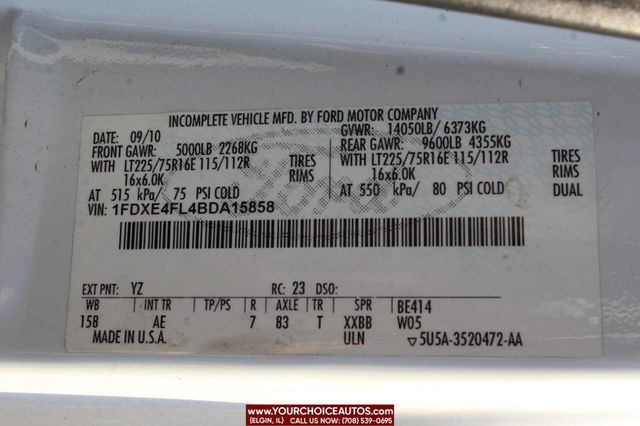 INCOMPLETE VEHICLE MFD. BY FORD MOTOR COMPANY
DATE: 09/10 GVWR: 14050LB/ 6373KG
FRONT GAWR: 5000LB 2268KG REAR GAWR: 9600LB 4355KG
WITH LT225/75R16E 115/112R TIRES WITH LT225/75R16E 115/112R TIRES
16x6.0K RIMS 16x6.0K RIMS
AT 515 kPa/ 75 PSI COLD AT 550 kPa/ 80 PSI COLD DUAL
VIN: 1FDXE4FL4BDA15858
Ford
EXT PNT: YZ RC: 23 DSO:
WB INT TR TP/PS R AXLE TR SPR BE414
158 AE 7 83 T XXBB W05
MADE IN U.S.A. ULN ▽5U5A-3520472-AA
WWW.YOURCHOICEAUTOS.COM
(ELGIN, IL) CALL US TODAY: (708) 539-0695